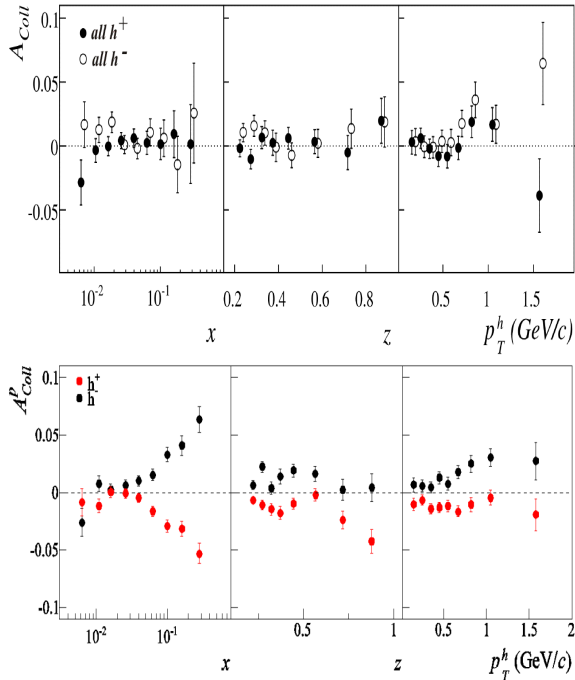 A_Coll
0.1
all h^+
all h^-
0.05
0
-0.05
10^-2 10^-1 0.2 0.4 0.6 0.8 0.5 1 1.5
x z p_T^h (GeV/c)
A^p_Coll
0.1
h^+
h^-
0.05
0
-0.05
-0.1
10^-2 10^-1 0.5 1 0.5 1 1.5 2
x z p_T^h (GeV/c)